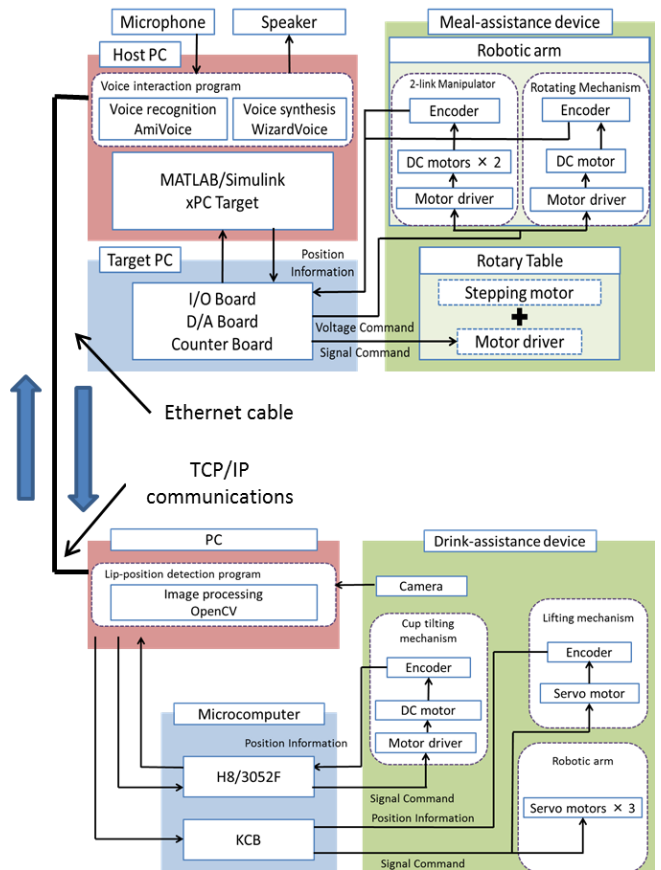 Microphone
Speaker
Meal-assistance device
Host PC
Robotic arm
Voice interaction program
Voice recognition
AmiVoice
Voice synthesis
WizardVoice
2-link Manipulator
Encoder
DC motors × 2
Motor driver
Rotating Mechanism
Encoder
DC motor
Motor driver
MATLAB/Simulink
xPC Target
Position
Information
Target PC
I/O Board
D/A Board
Counter Board
Voltage Command
Signal Command
Rotary Table
Stepping motor
+
Motor driver
Ethernet cable
TCP/IP
communications
PC
Drink-assistance device
Lip-position detection program
Image processing
OpenCV
Camera
Cup tilting
mechanism
Encoder
DC motor
Motor driver
Lifting mechanism
Encoder
Servo motor
Microcomputer
Position Information
H8/3052F
Signal Command
Position Information
KCB
Signal Command
Robotic arm
Servo motors × 3